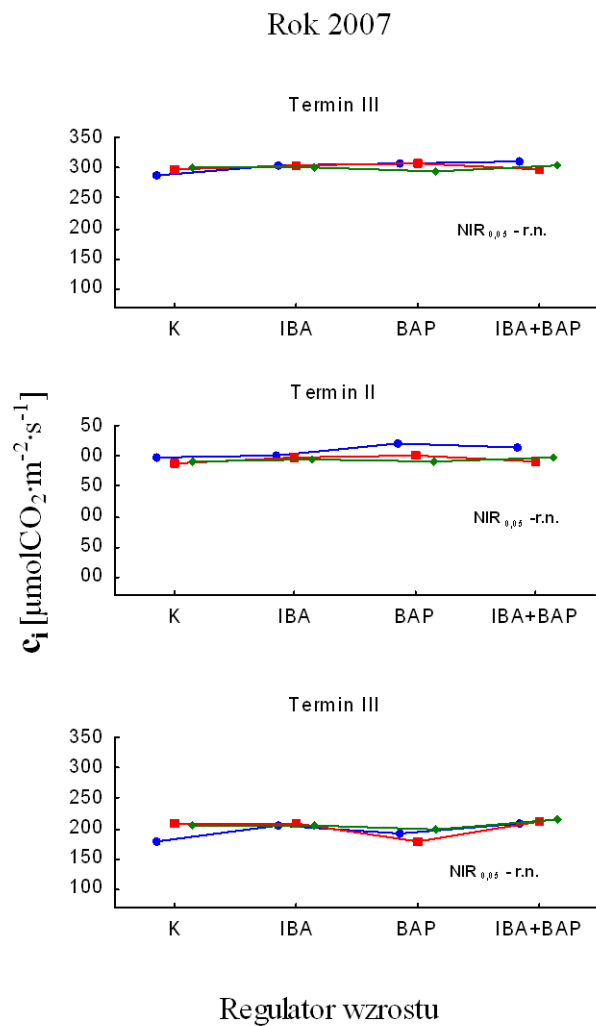 Rok 2007
Termin III
350
300
250
200
150
100
NIR 0,05 - r.n.
K IBA BAP IBA+BAP
Termin II
50
00
50
00
50
00
NIR 0,05 -r.n.
K IBA BAP IBA+BAP
ci [µmolCO2·m-2·s-1]
Termin III
350
300
250
200
150
100
NIR 0,05 - r.n.
K IBA BAP IBA+BAP
Regulator wzrostu